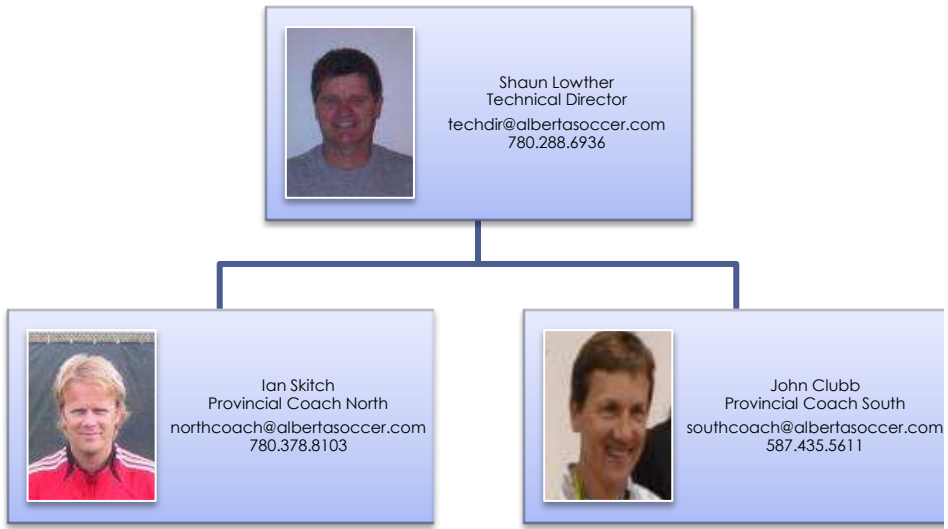 Shaun Lowther
Technical Director
techdir@albertasoccer.com
780.288.6936
Ian Skitch
Provincial Coach North
northcoach@albertasoccer.com
780.378.8103
John Clubb
Provincial Coach South
southcoach@albertasoccer.com
587.435.5611